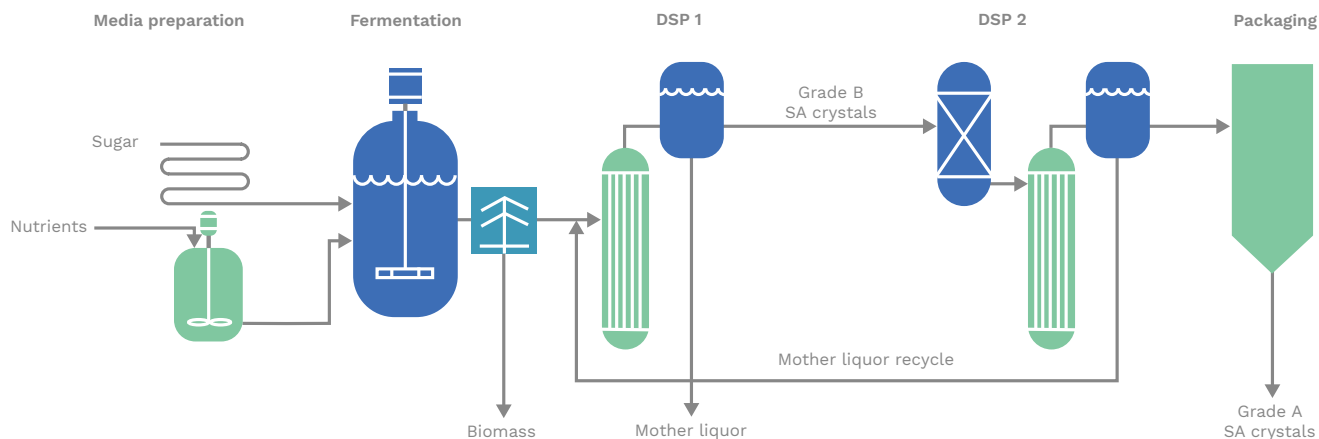 Media preparation
Fermentation
DSP 1
DSP 2
Packaging
Sugar
Nutrients
Grade B
SA crystals
Mother liquor recycle
Biomass
Mother liquor
Grade A
SA crystals